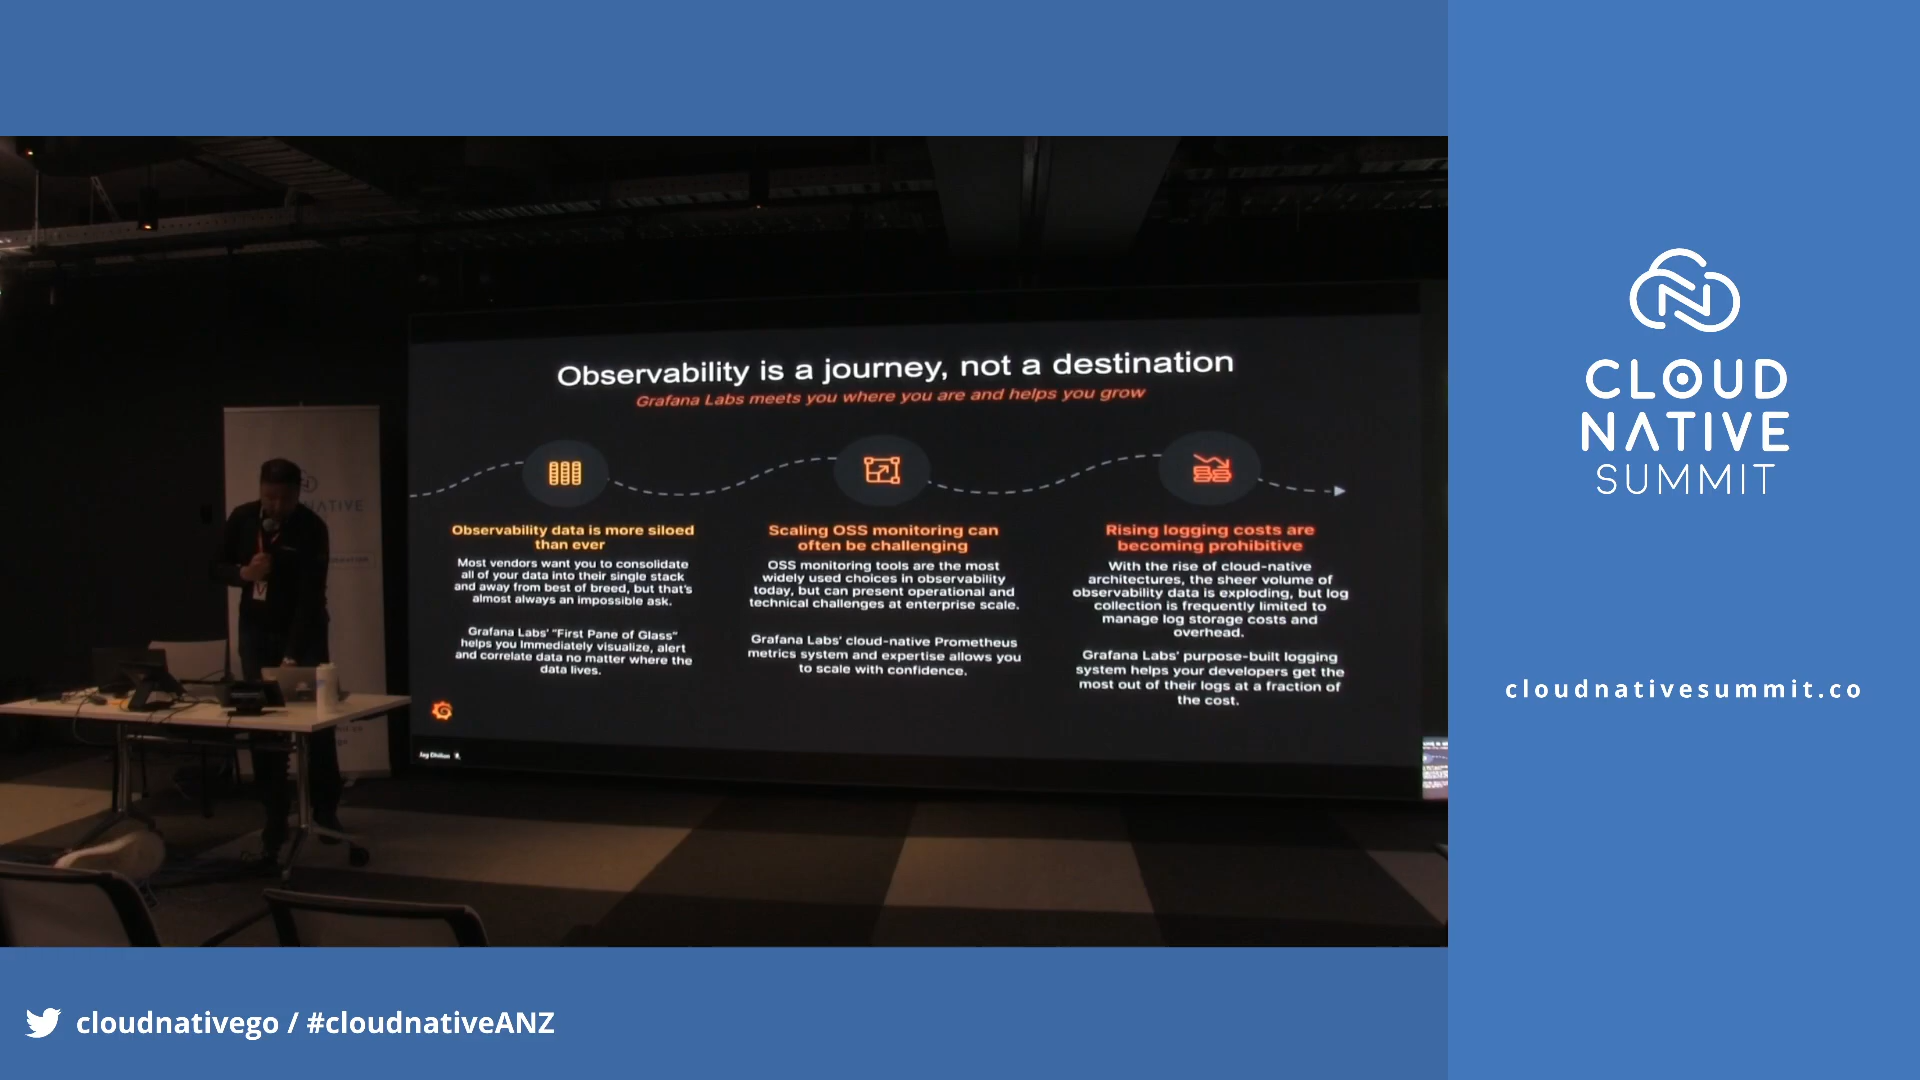 Observability is a journey, not a destination
Grafana Labs meets you where you are and helps you grow
Observability data is more siloed
than ever
Most vendors want you to consolidate
all of your data into their single stack
and away from best of breed, but that's
almost always an impossible ask.
Grafana Labs' "First Pane of Glass"
helps you immediately visualize, alert
and correlate data no matter where the
data lives.
Scaling OSS monitoring can
often be challenging
OSS monitoring tools are the most
widely used choices in observability
today, but can present operational and
technical challenges at enterprise scale.
Grafana Labs' cloud-native Prometheus
metrics system and expertise allows you
to scale with confidence.
Rising logging costs are
becoming prohibitive
With the rise of cloud-native
architectures, the sheer volume of
observability data is exploding, but log
collection is frequently limited to
manage log storage costs and
overhead.
Grafana Labs' purpose-built logging
system helps your developers get the
most out of their logs at a fraction of
the cost.
Jag Dhillon
CLOUD
NATIVE
SUMMIT
cloudnativesummit.co
cloudnativego / #cloudnativeANZ